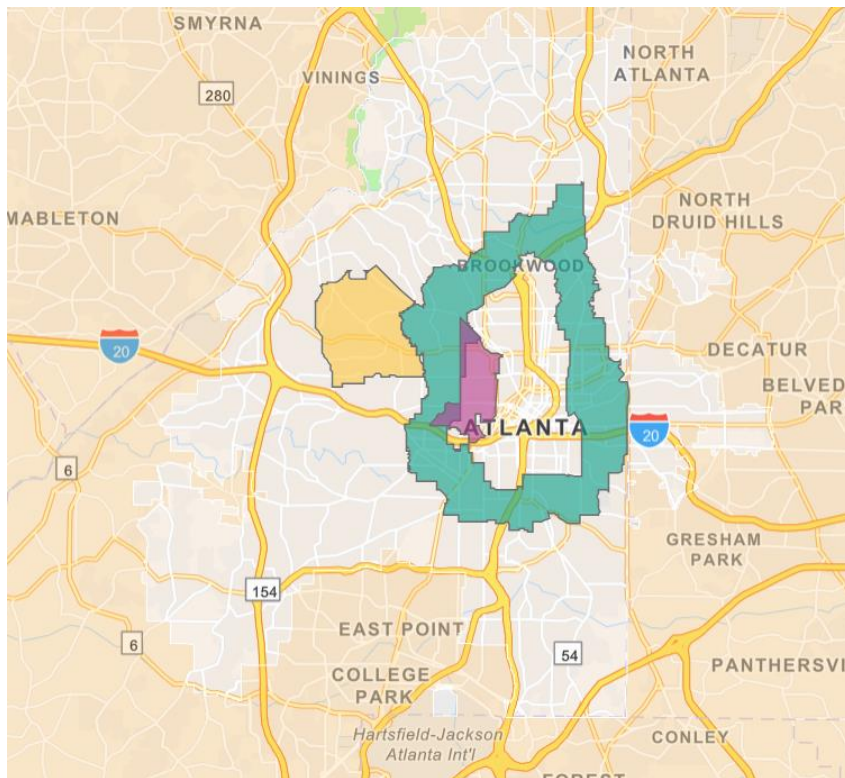 SMYRNA
NORTH
ATLANTA
VININGS
280
MABLETON
NORTH
DRUID HILLS
BROOKWOOD
20
DECATUR
BELVED
PAR
ATLANTA
20
6
GRESHAM
PARK
154
EAST POINT
6
54
COLLEGE
PARK
PANTHERSVI
Hartsfield-Jackson
Atlanta Int'l
CONLEY
FOREST